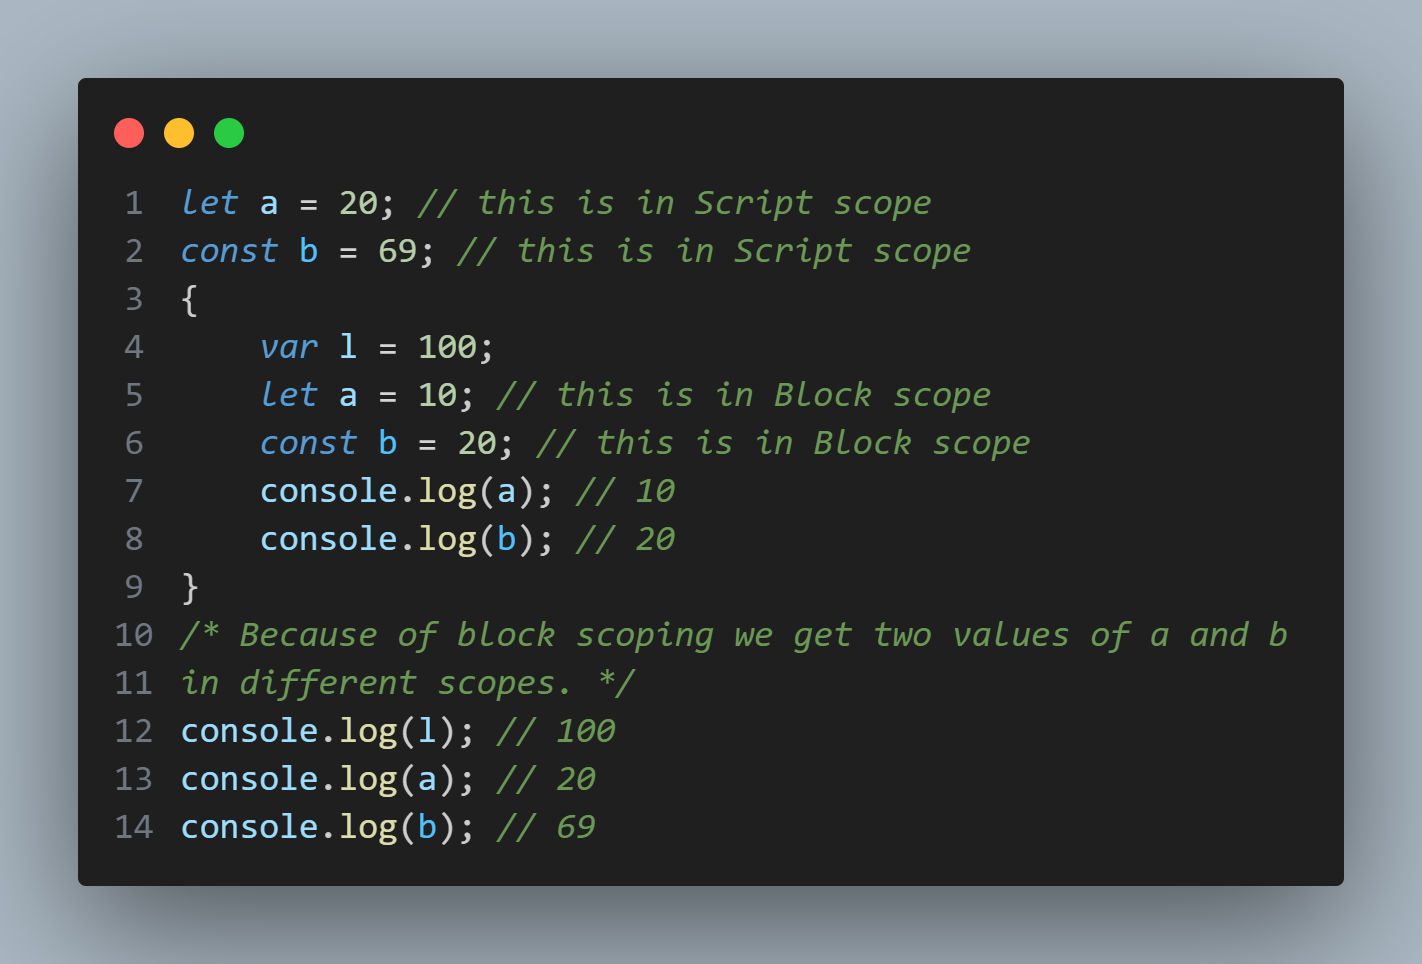 1 let a = 20; // this is in Script scope
2 const b = 69; // this is in Script scope
3 {
4     var l = 100;
5     let a = 10; // this is in Block scope
6     const b = 20; // this is in Block scope
7     console.log(a); // 10
8     console.log(b); // 20
9 }
10 /* Because of block scoping we get two values of a and b
11 in different scopes. */
12 console.log(l); // 100
13 console.log(a); // 20
14 console.log(b); // 69